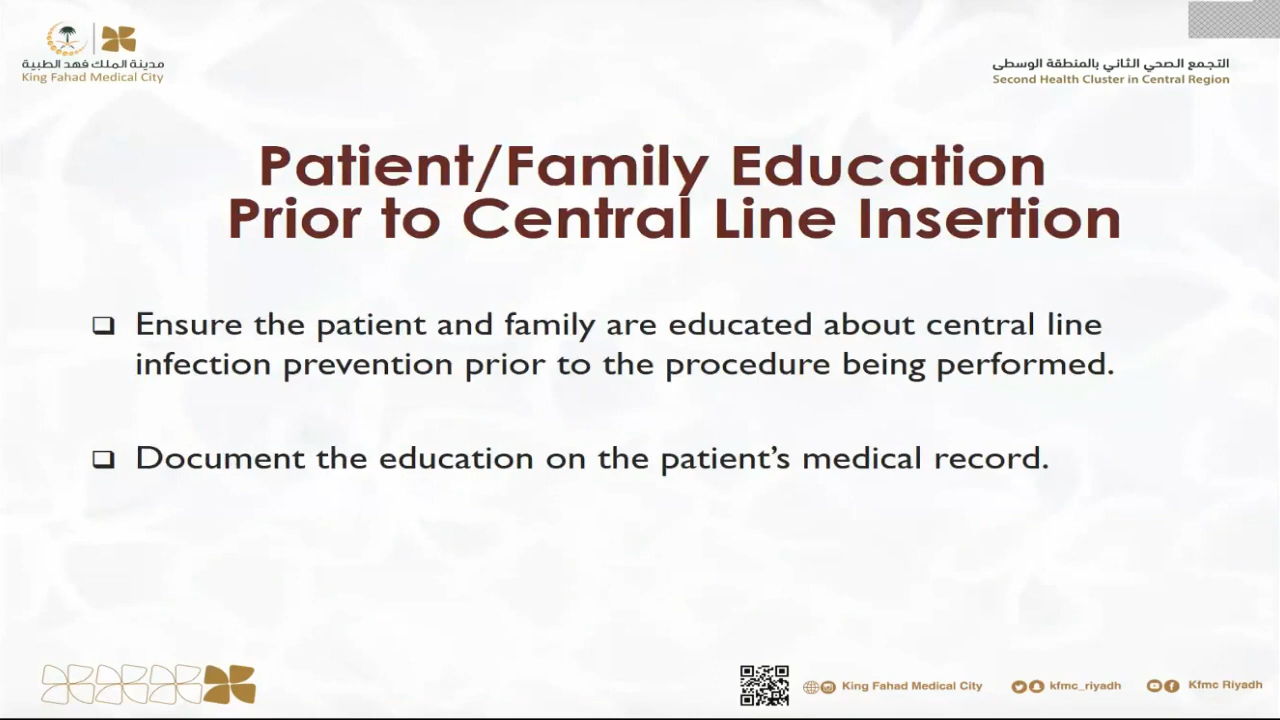 مدينة الملك فهد الطبية
King Fahad Medical City
التجمع الصحي الثاني بالمنطقة الوسطى
Second Health Cluster in Central Region
Patient/Family Education
Prior to Central Line Insertion
Ensure the patient and family are educated about central line
infection prevention prior to the procedure being performed.
Document the education on the patient’s medical record.
King Fahad Medical City
kfmc_riyadh
Kfmc Riyadh